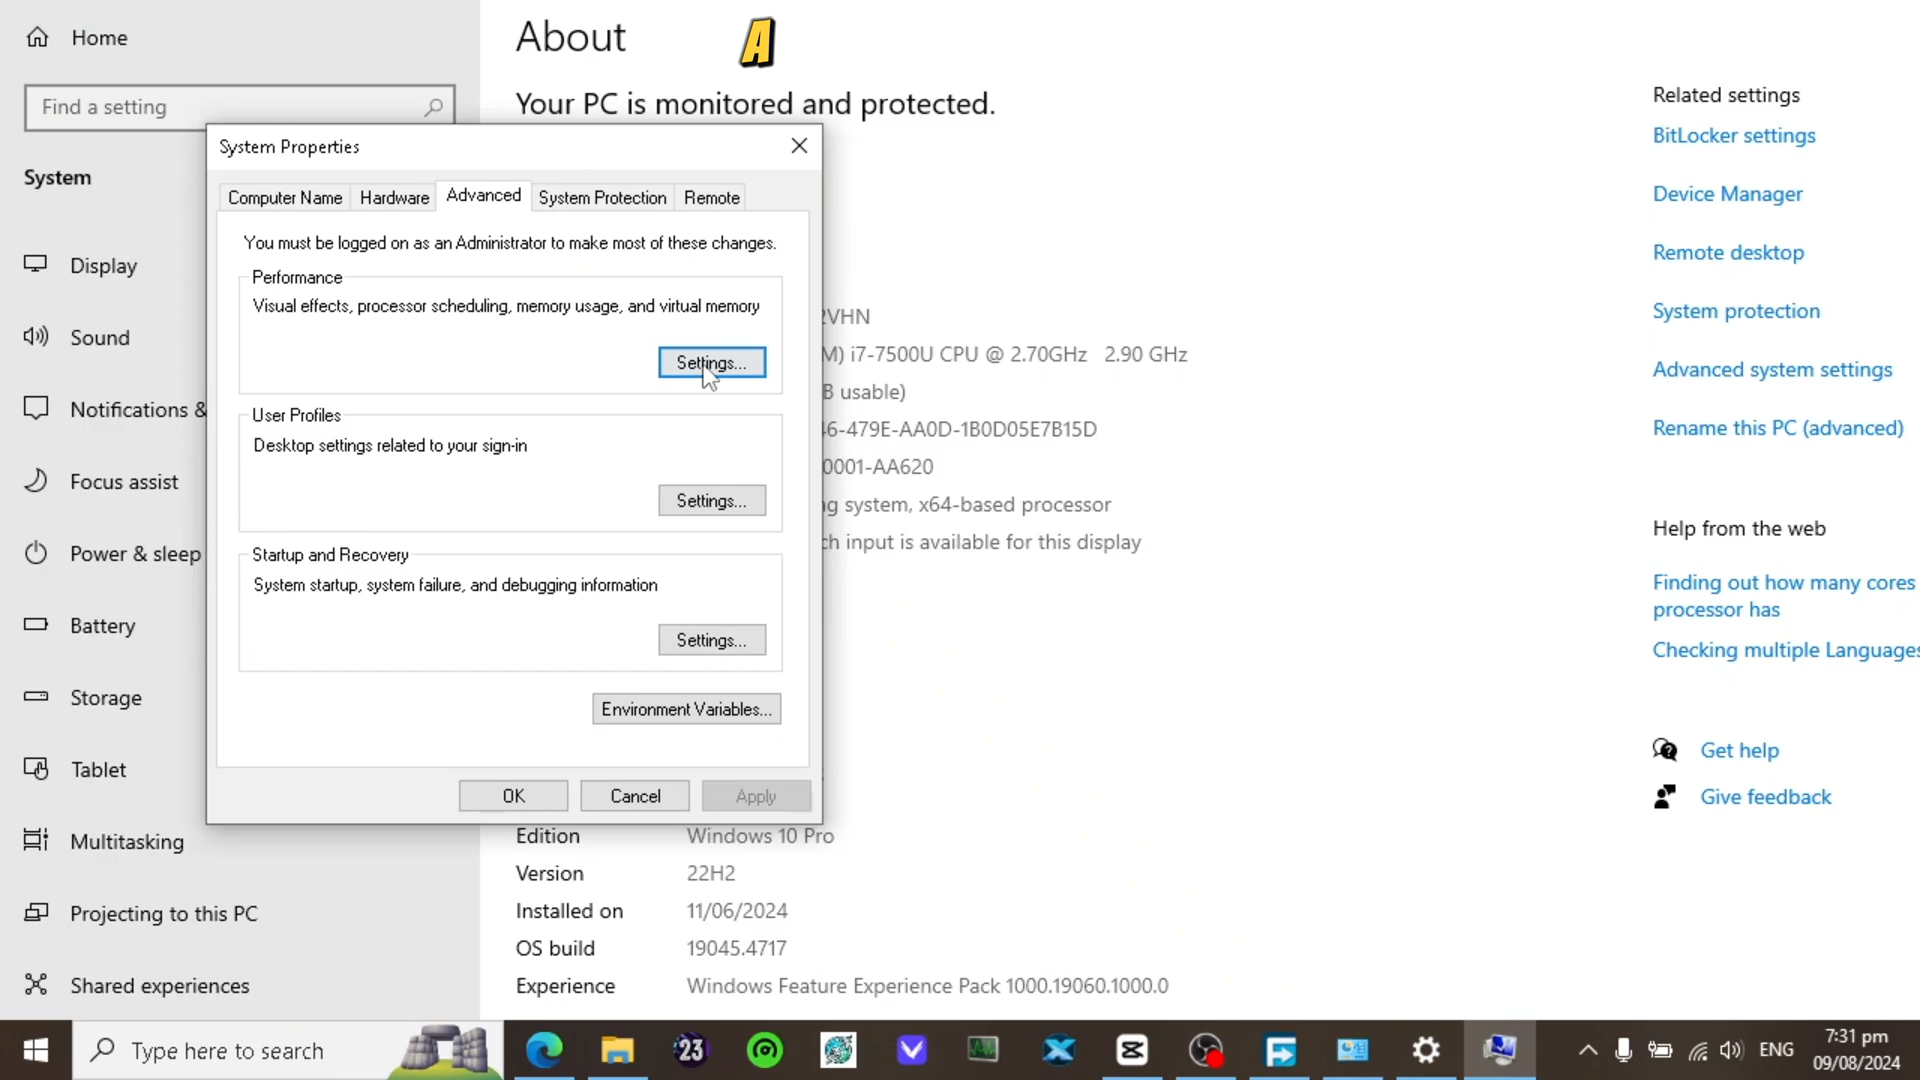 Home
Find a setting
System
Display
Sound
Notifications &
Focus assist
Power & sleep
Battery
Storage
Tablet
Multitasking
Projecting to this PC
Shared experiences
About
A
Your PC is monitored and protected.
System Properties
Computer Name
Hardware
Advanced
System Protection
Remote
You must be logged on as an Administrator to make most of these changes.
Performance
Visual effects, processor scheduling, memory usage, and virtual memory
Settings...
User Profiles
Desktop settings related to your sign-in
Settings...
Startup and Recovery
System startup, system failure, and debugging information
Settings...
Environment Variables...
OK
Cancel
Apply
2VHN
M) i7-7500U CPU @ 2.70GHz 2.90 GHz
B usable)
46-479E-AA0D-1B0D05E7B15D
0001-AA620
ng system, x64-based processor
ch input is available for this display
Edition Windows 10 Pro
Version 22H2
Installed on 11/06/2024
OS build 19045.4717
Experience Windows Feature Experience Pack 1000.19060.1000.0
Related settings
BitLocker settings
Device Manager
Remote desktop
System protection
Advanced system settings
Rename this PC (advanced)
Help from the web
Finding out how many cores
processor has
Checking multiple Languages
Get help
Give feedback
Type here to search
23
ENG
7:31 pm
09/08/2024